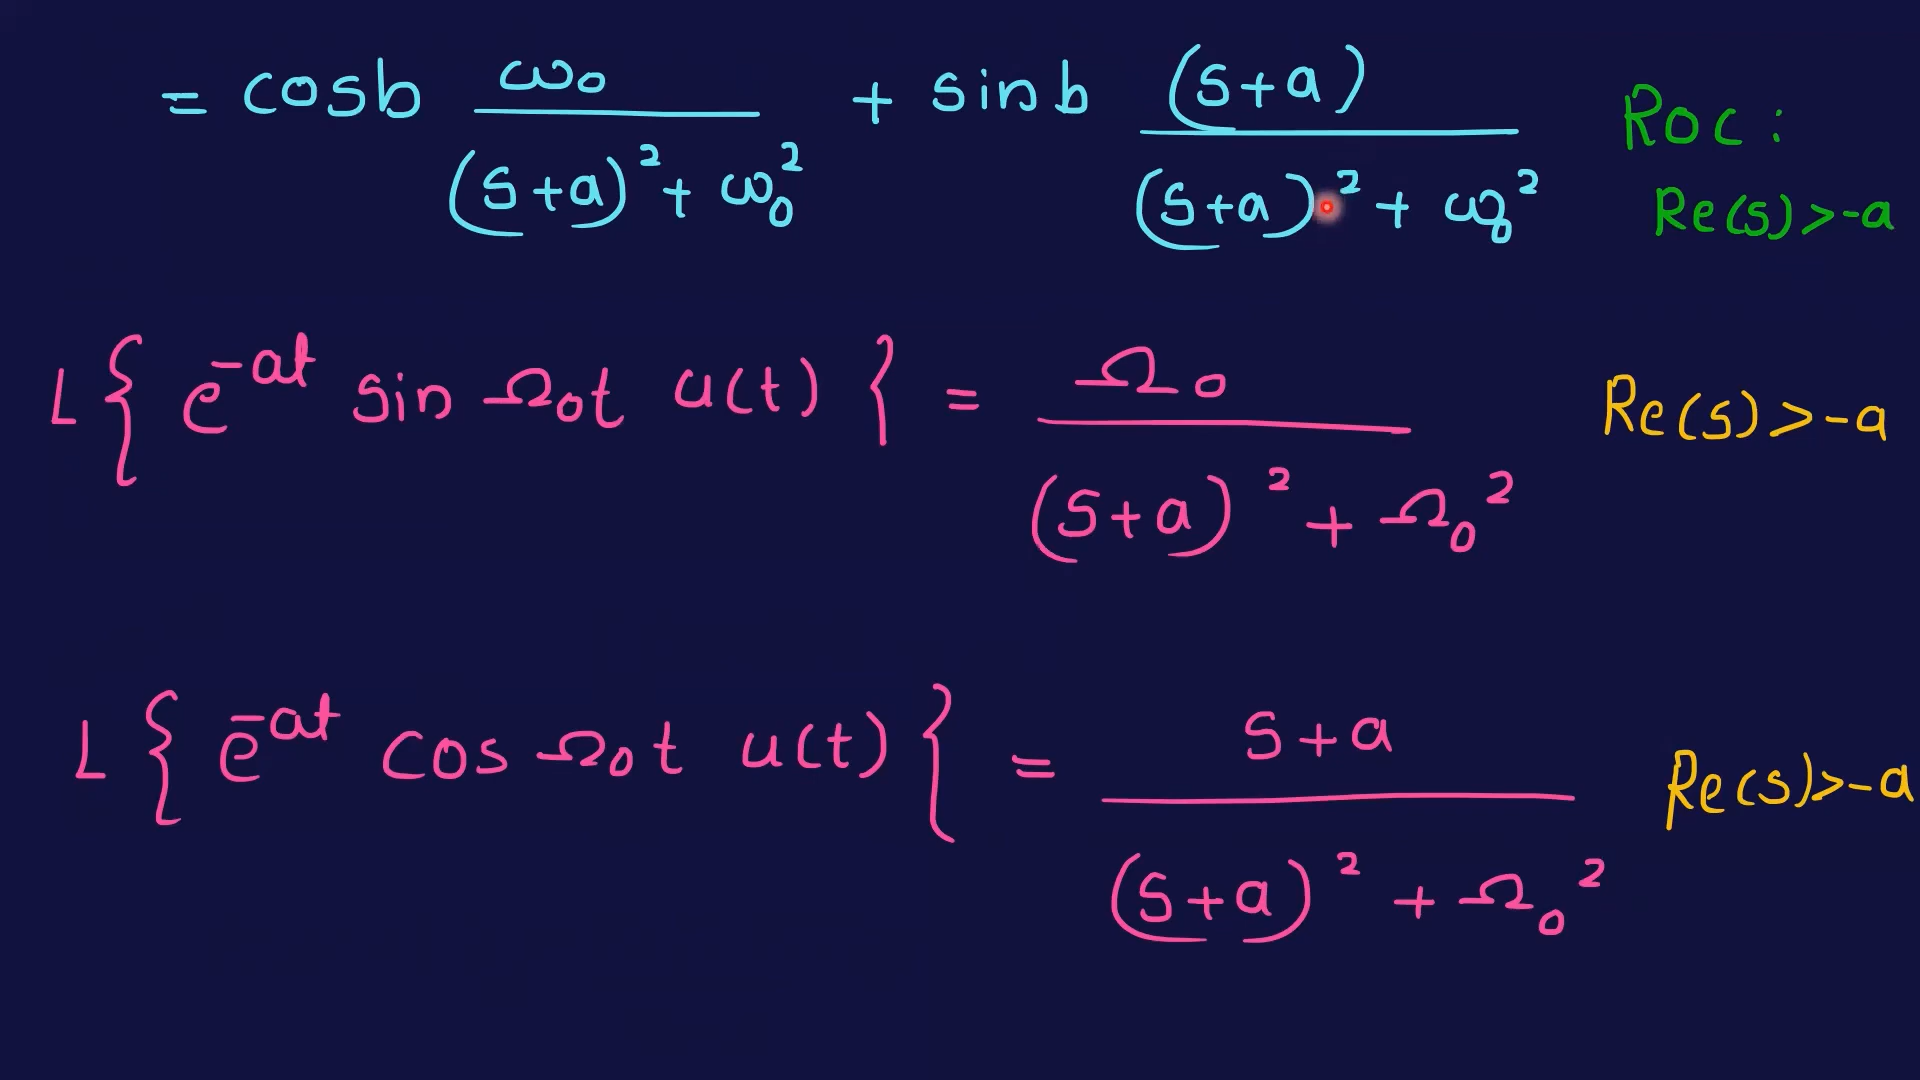 = cosb ω₀ / ((s+a)² + ω₀²) + sinb (s+a) / ((s+a)² + ω₀²) Roc :
Re(s) > -a
L{ e^-at sin Ω₀t u(t) } = Ω₀ / ((s+a)² + Ω₀²) Re(s) > -a
L{ e^-at cos Ω₀t u(t) } = s+a / ((s+a)² + Ω₀²) Re(s) > -a